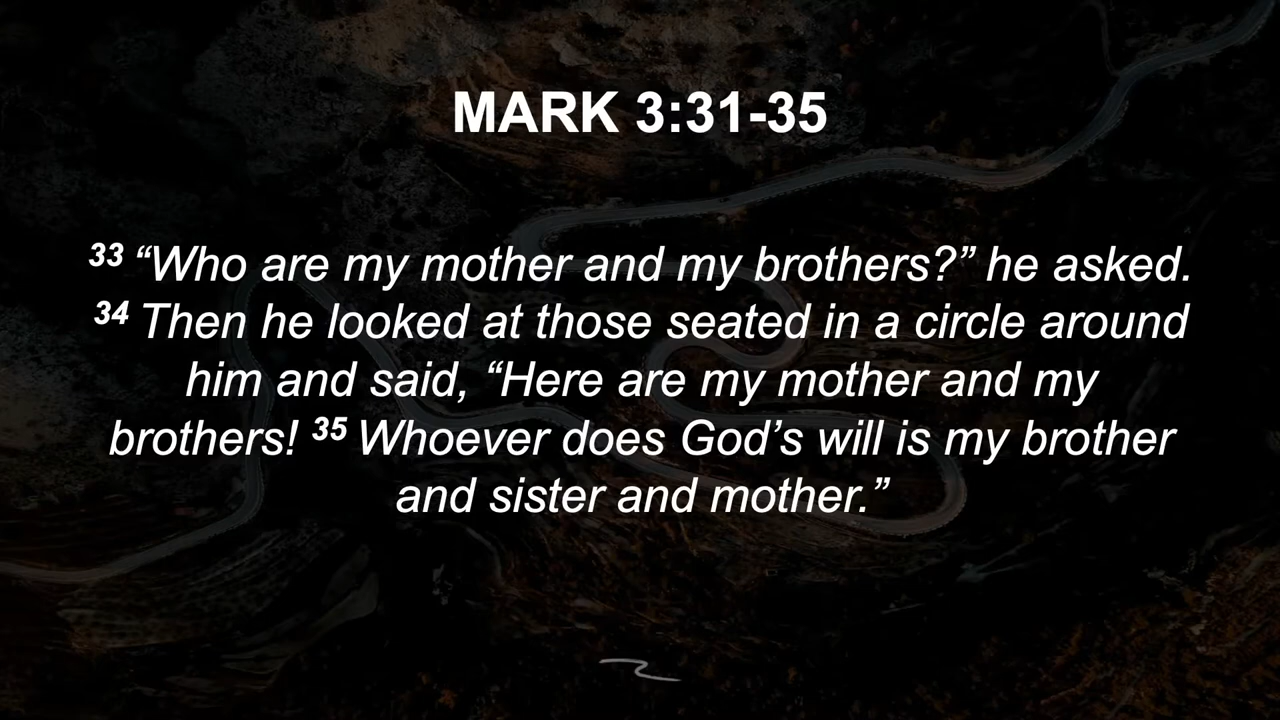 MARK 3:31-35
33 “Who are my mother and my brothers?” he asked.
34 Then he looked at those seated in a circle around
him and said, “Here are my mother and my
brothers! 35 Whoever does God’s will is my brother
and sister and mother.”